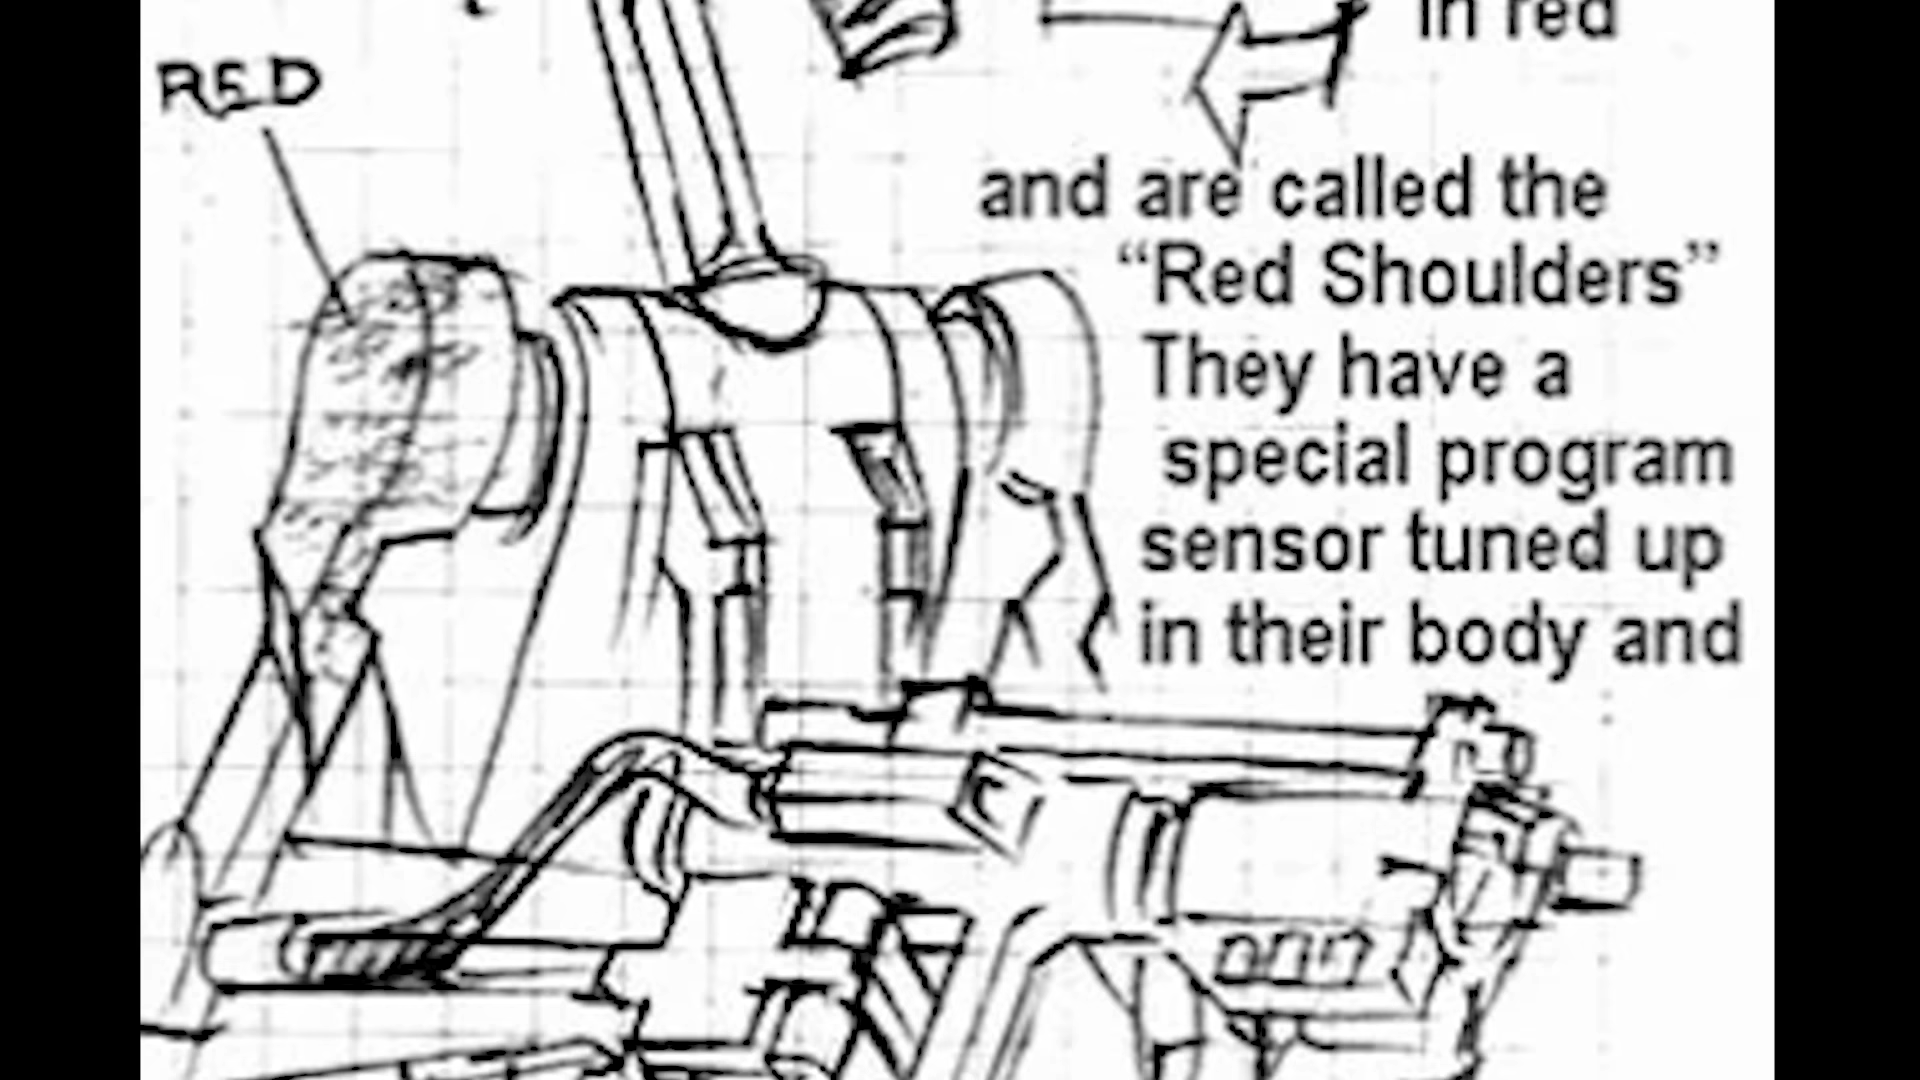 in red
RED
and are called the
“Red Shoulders”
They have a
special program
sensor tuned up
in their body and